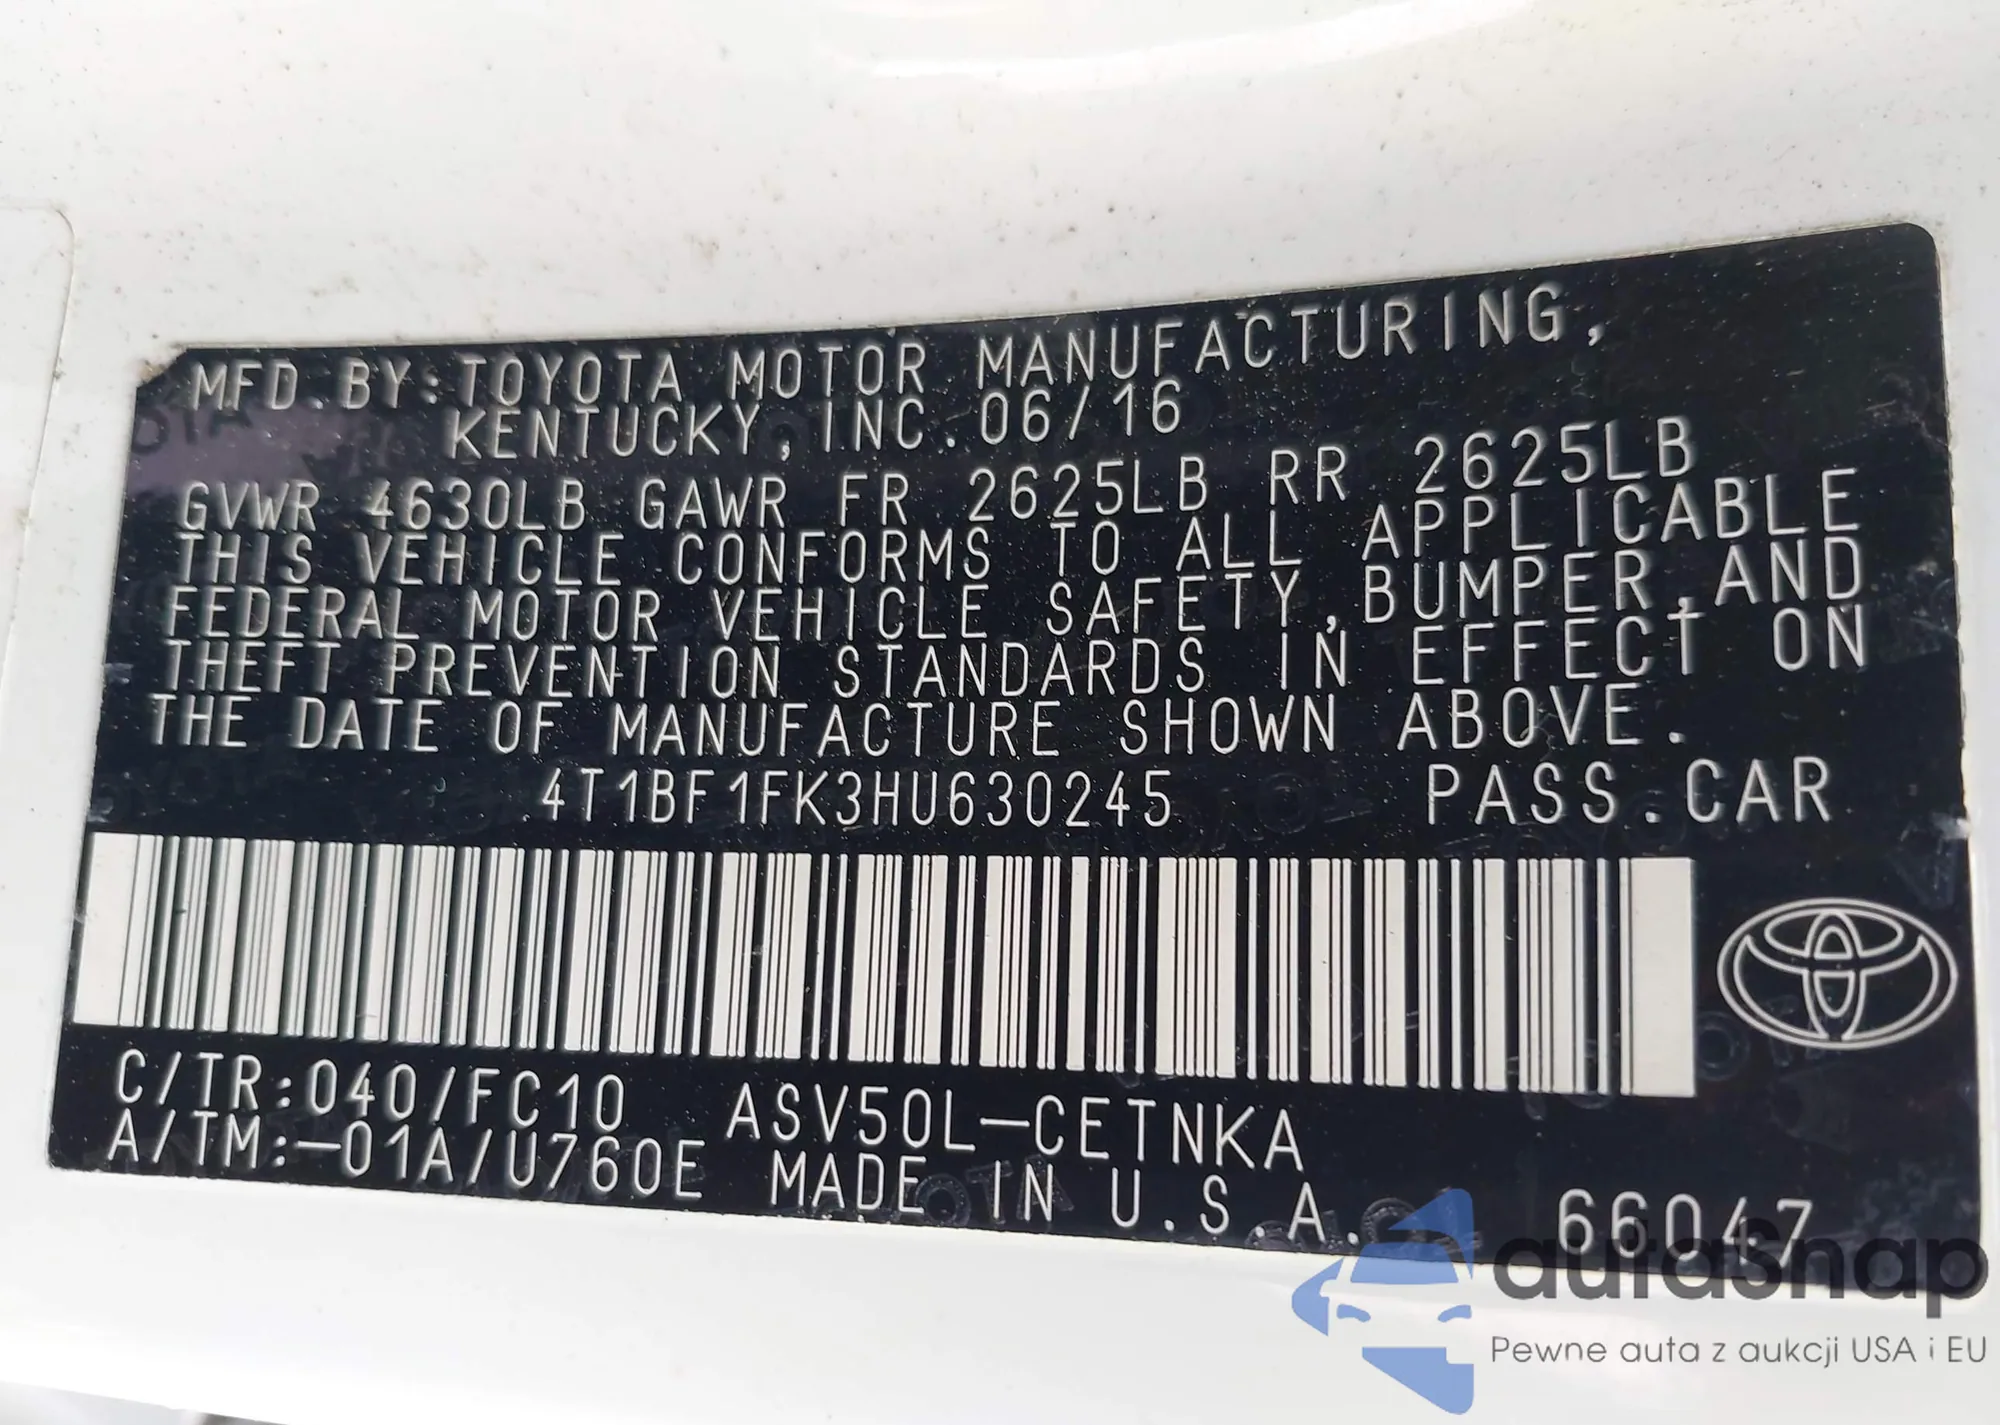 MFD.BY:TOYOTA MOTOR MANUFACTURING,
KENTUCKY,INC.06/16
GVWR 4630LB GAWR FR 2625LB RR 2625LB
THIS VEHICLE CONFORMS TO ALL APPLICABLE
FEDERAL MOTOR VEHICLE SAFETY,BUMPER,AND
THEFT PREVENTION STANDARDS IN EFFECT ON
THE DATE OF MANUFACTURE SHOWN ABOVE.
4T1BF1FK3HU630245 PASS.CAR
C/TR:040/FC10 ASV50L-CETNKA
A/TM:-01A/U760E MADE IN U.S.A. 66047
autaSnap
Pewne auta z aukcji USA i EU